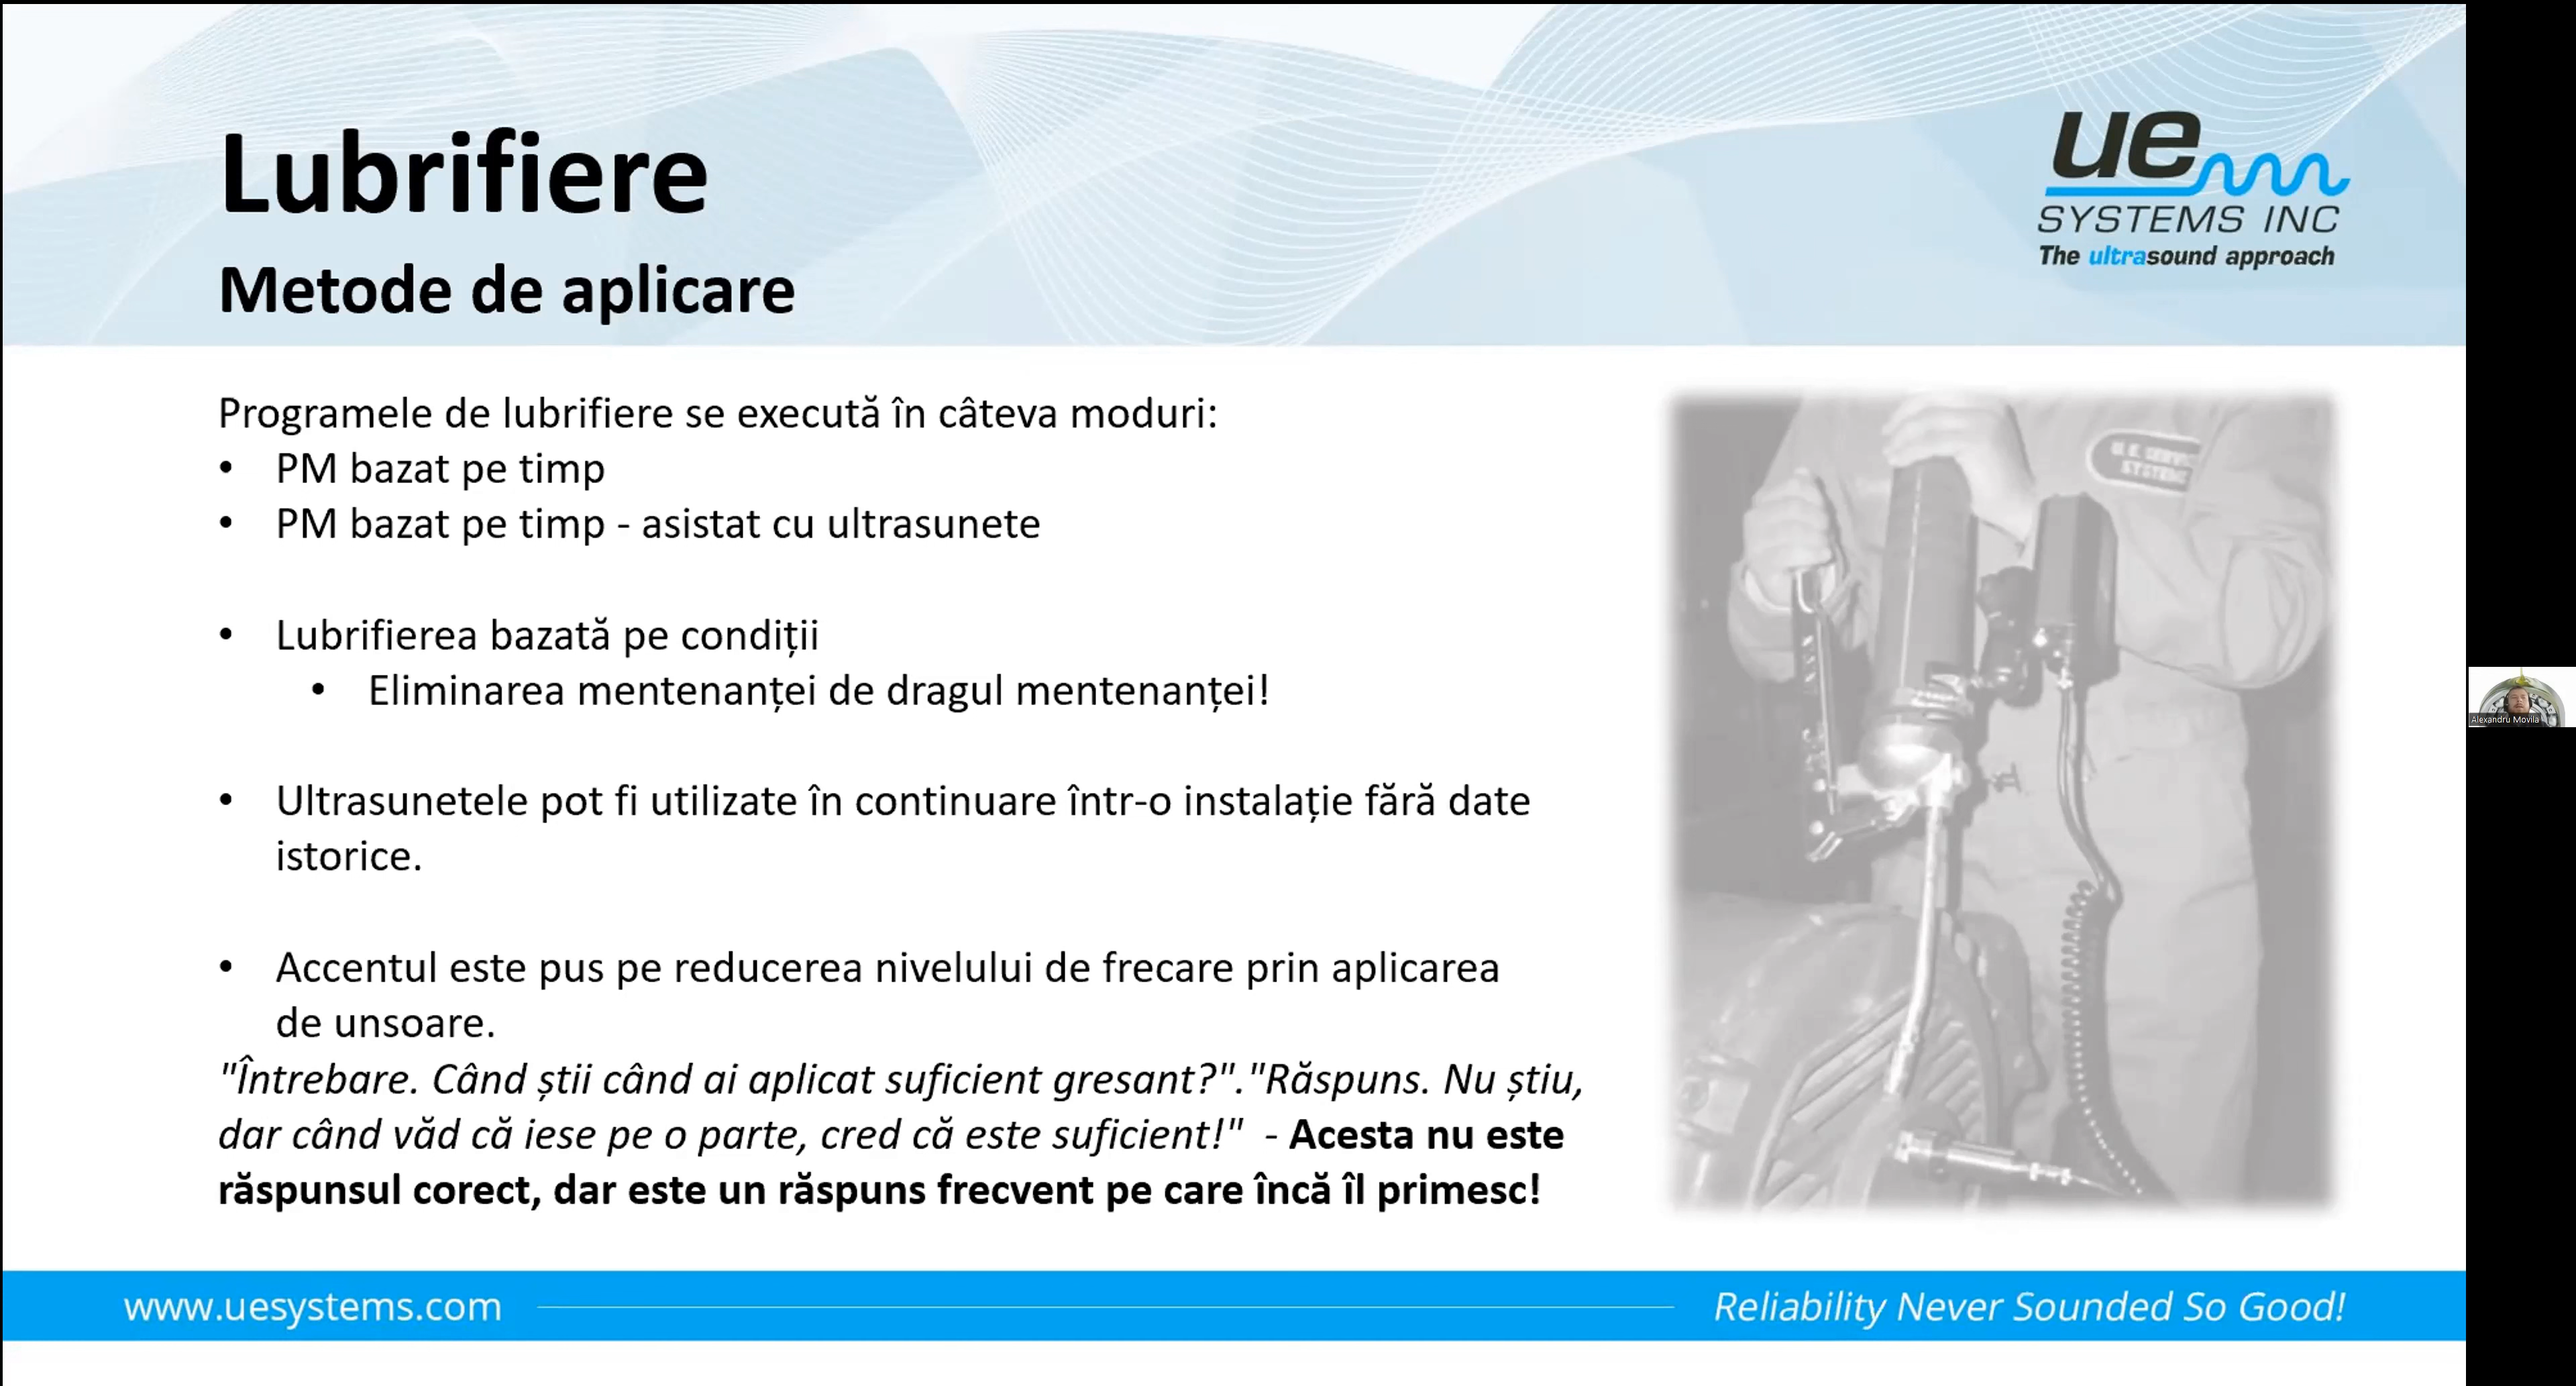 Lubrifiere
Metode de aplicare
ue
SYSTEMS INC
The ultrasound approach
Programele de lubrifiere se execută în câteva moduri:
• PM bazat pe timp
• PM bazat pe timp - asistat cu ultrasunete
• Lubrifierea bazată pe condiții
• Eliminarea mentenanței de dragul mentenanței!
• Ultrasunetele pot fi utilizate în continuare într-o instalație fără date
istorice.
• Accentul este pus pe reducerea nivelului de frecare prin aplicarea
de unsoare.
"Întrebare. Când știi când ai aplicat suficient gresant?"."Răspuns. Nu știu,
dar când văd că iese pe o parte, cred că este suficient!" - Acesta nu este
răspunsul corect, dar este un răspuns frecvent pe care încă îl primesc!
Alexandru Movila
www.uesystems.com
Reliability Never Sounded So Good!